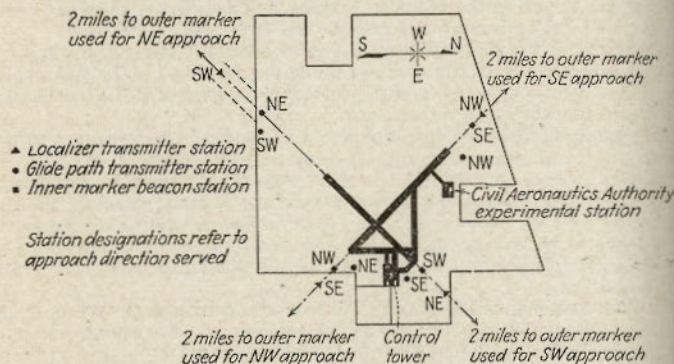 2 miles to outer marker
used for NE approach
W
S N
E
2 miles to outer marker
used for SE approach
SW
NE
SW
NW
SE
NW
▲ Localizer transmitter station
● Glide path transmitter station
■ Inner marker beacon station
Civil Aeronautics Authority
experimental station
Station designations refer to
approach direction served
NW
NE
SE
SW
SE
NE
2 miles to outer marker
used for NW approach
Control
tower
2 miles to outer marker
used for SW approach